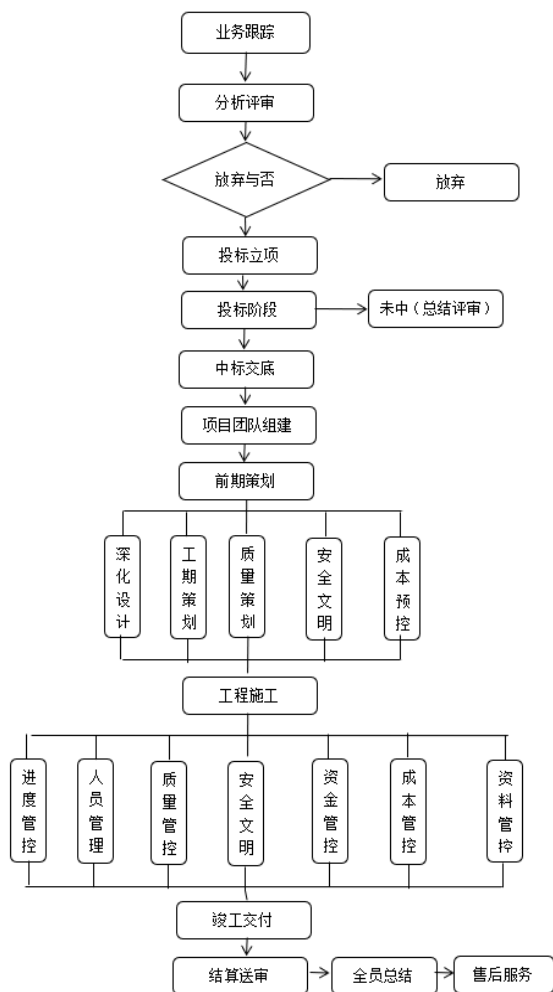 业务跟踪
分析评审
放弃与否
放弃
投标立项
投标阶段
未中（总结评审）
中标交底
项目团队组建
前期策划
深化设计
工期策划
质量策划
安全文明
成本预控
工程施工
进度管控
人员管理
质量管控
安全文明
资金管控
成本管控
资料管控
竣工交付
结算送审
全员总结
售后服务